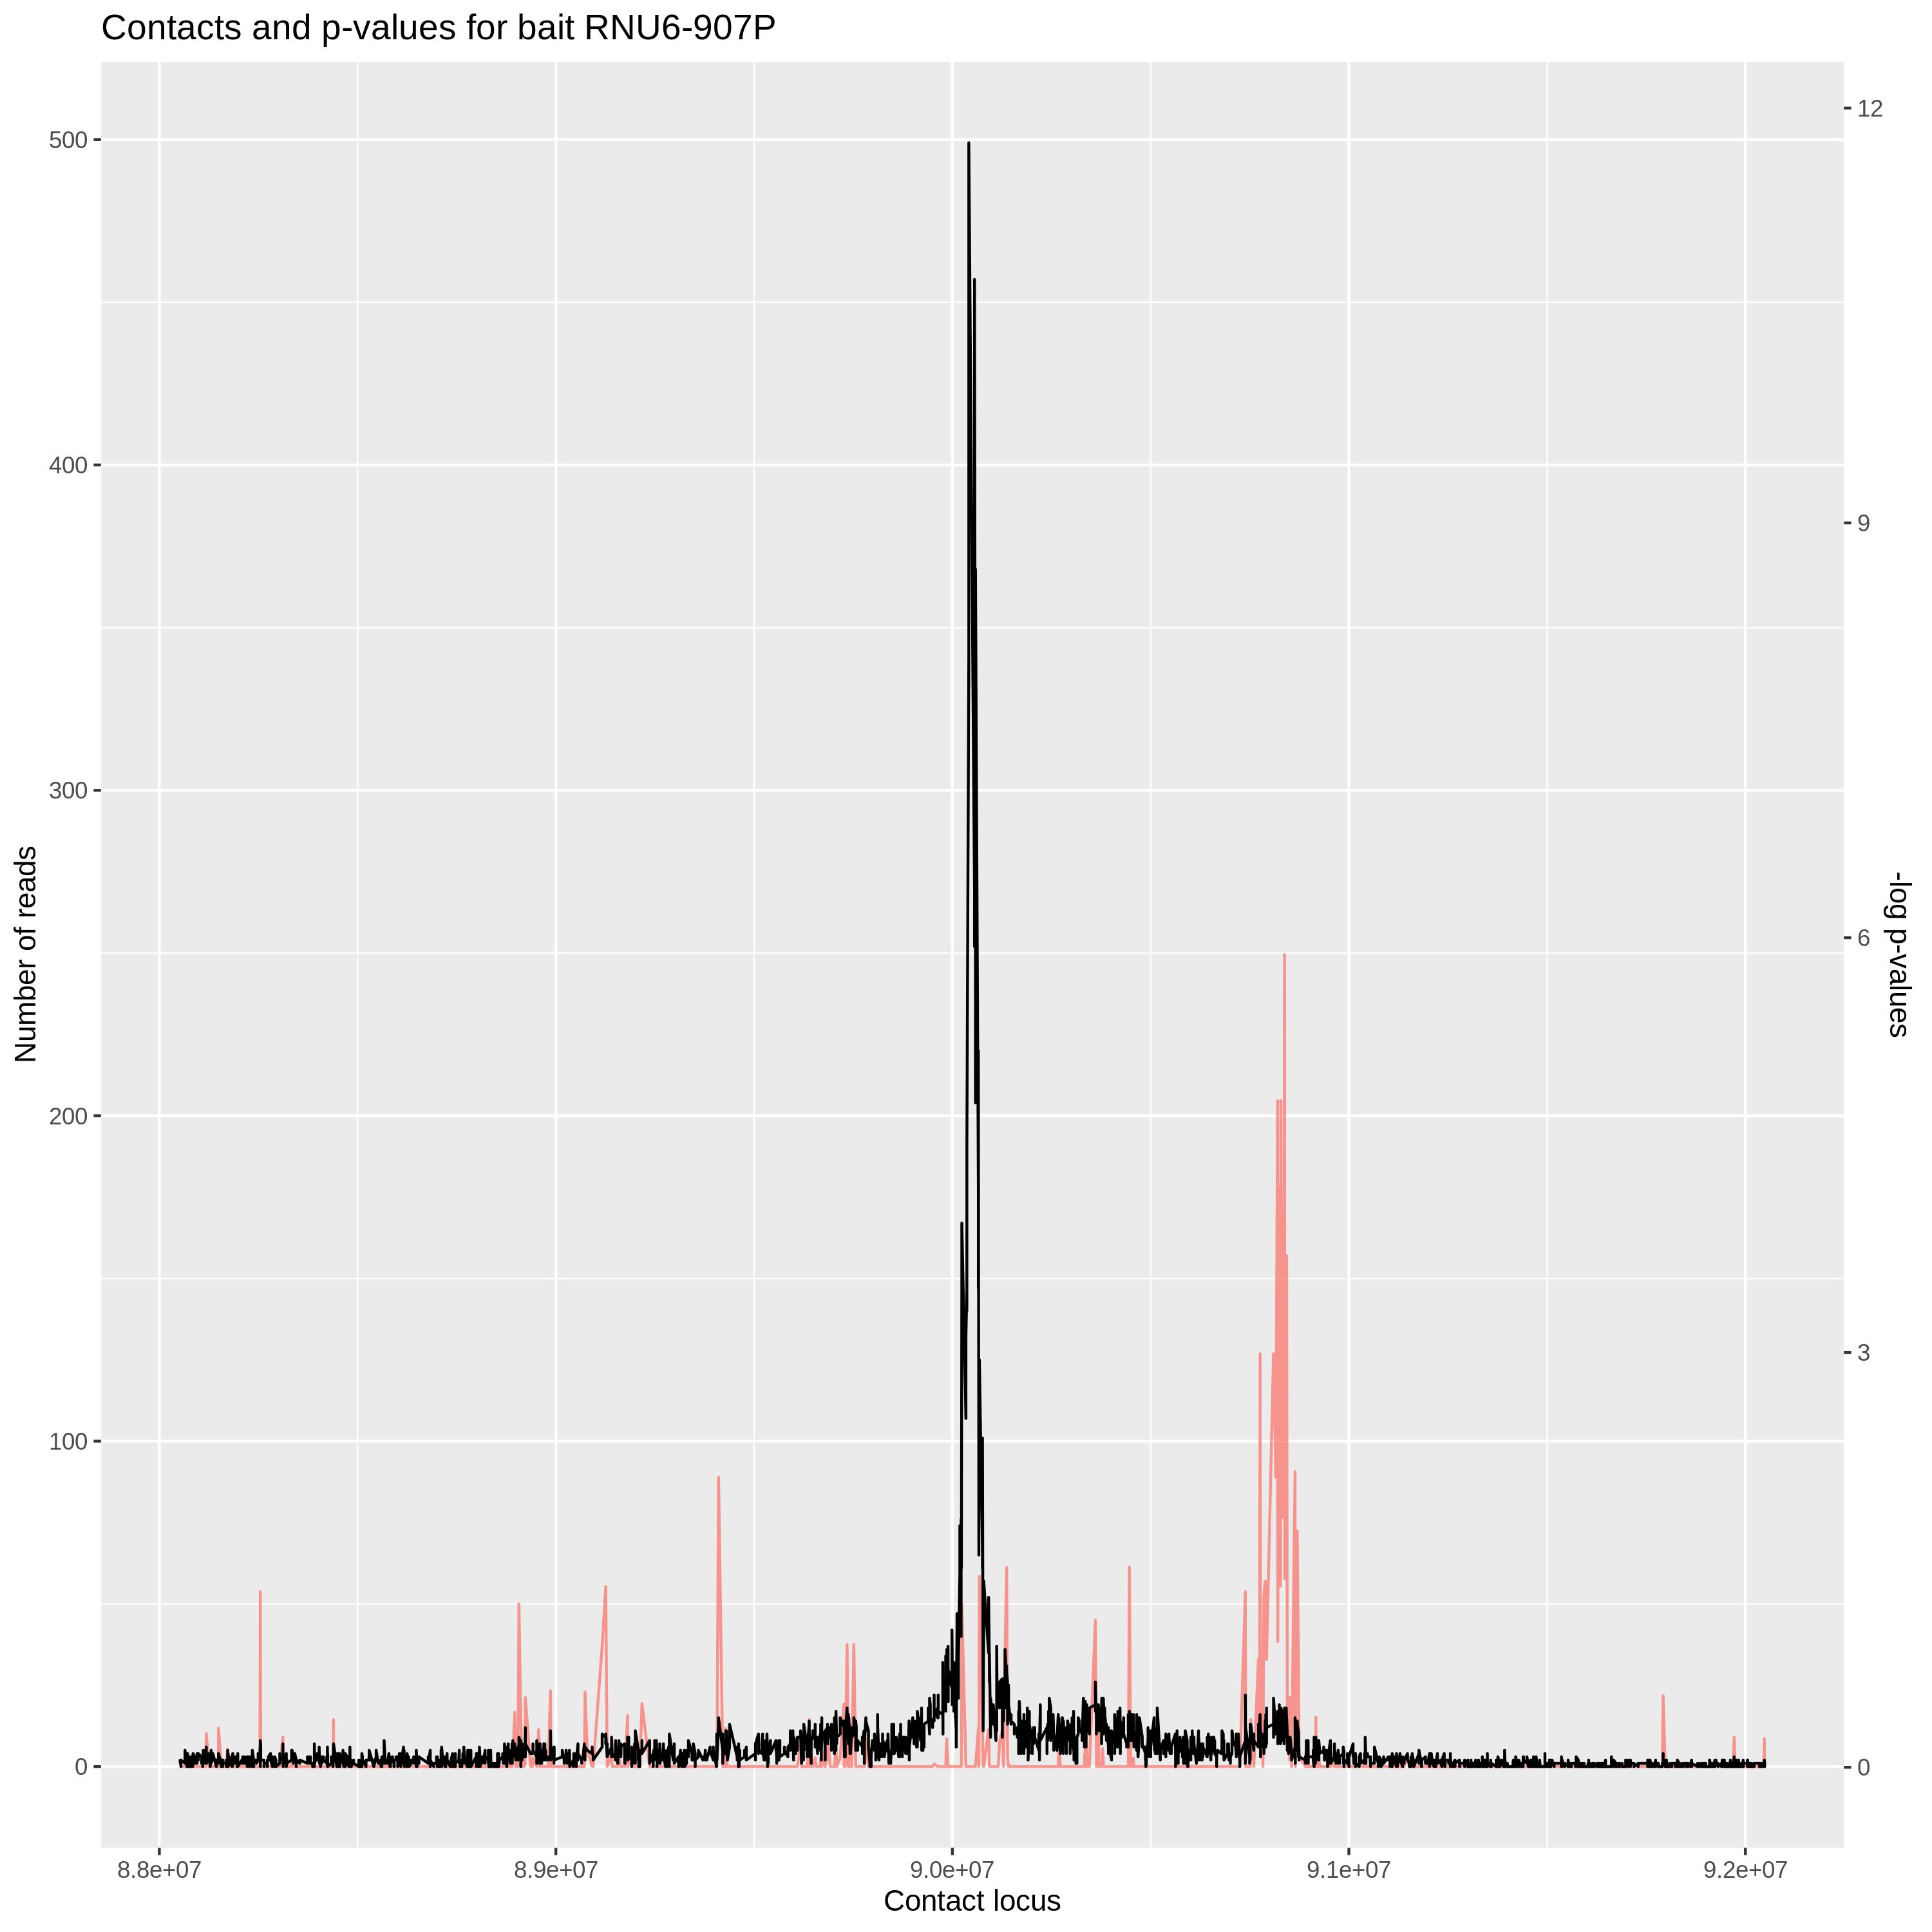 Contacts and p-values for bait RNU6-907P
500
400
300
200
100
0
12
9
6
3
0
Number of reads
-log p-values
8.8e+07 8.9e+07 9.0e+07 9.1e+07 9.2e+07
Contact locus